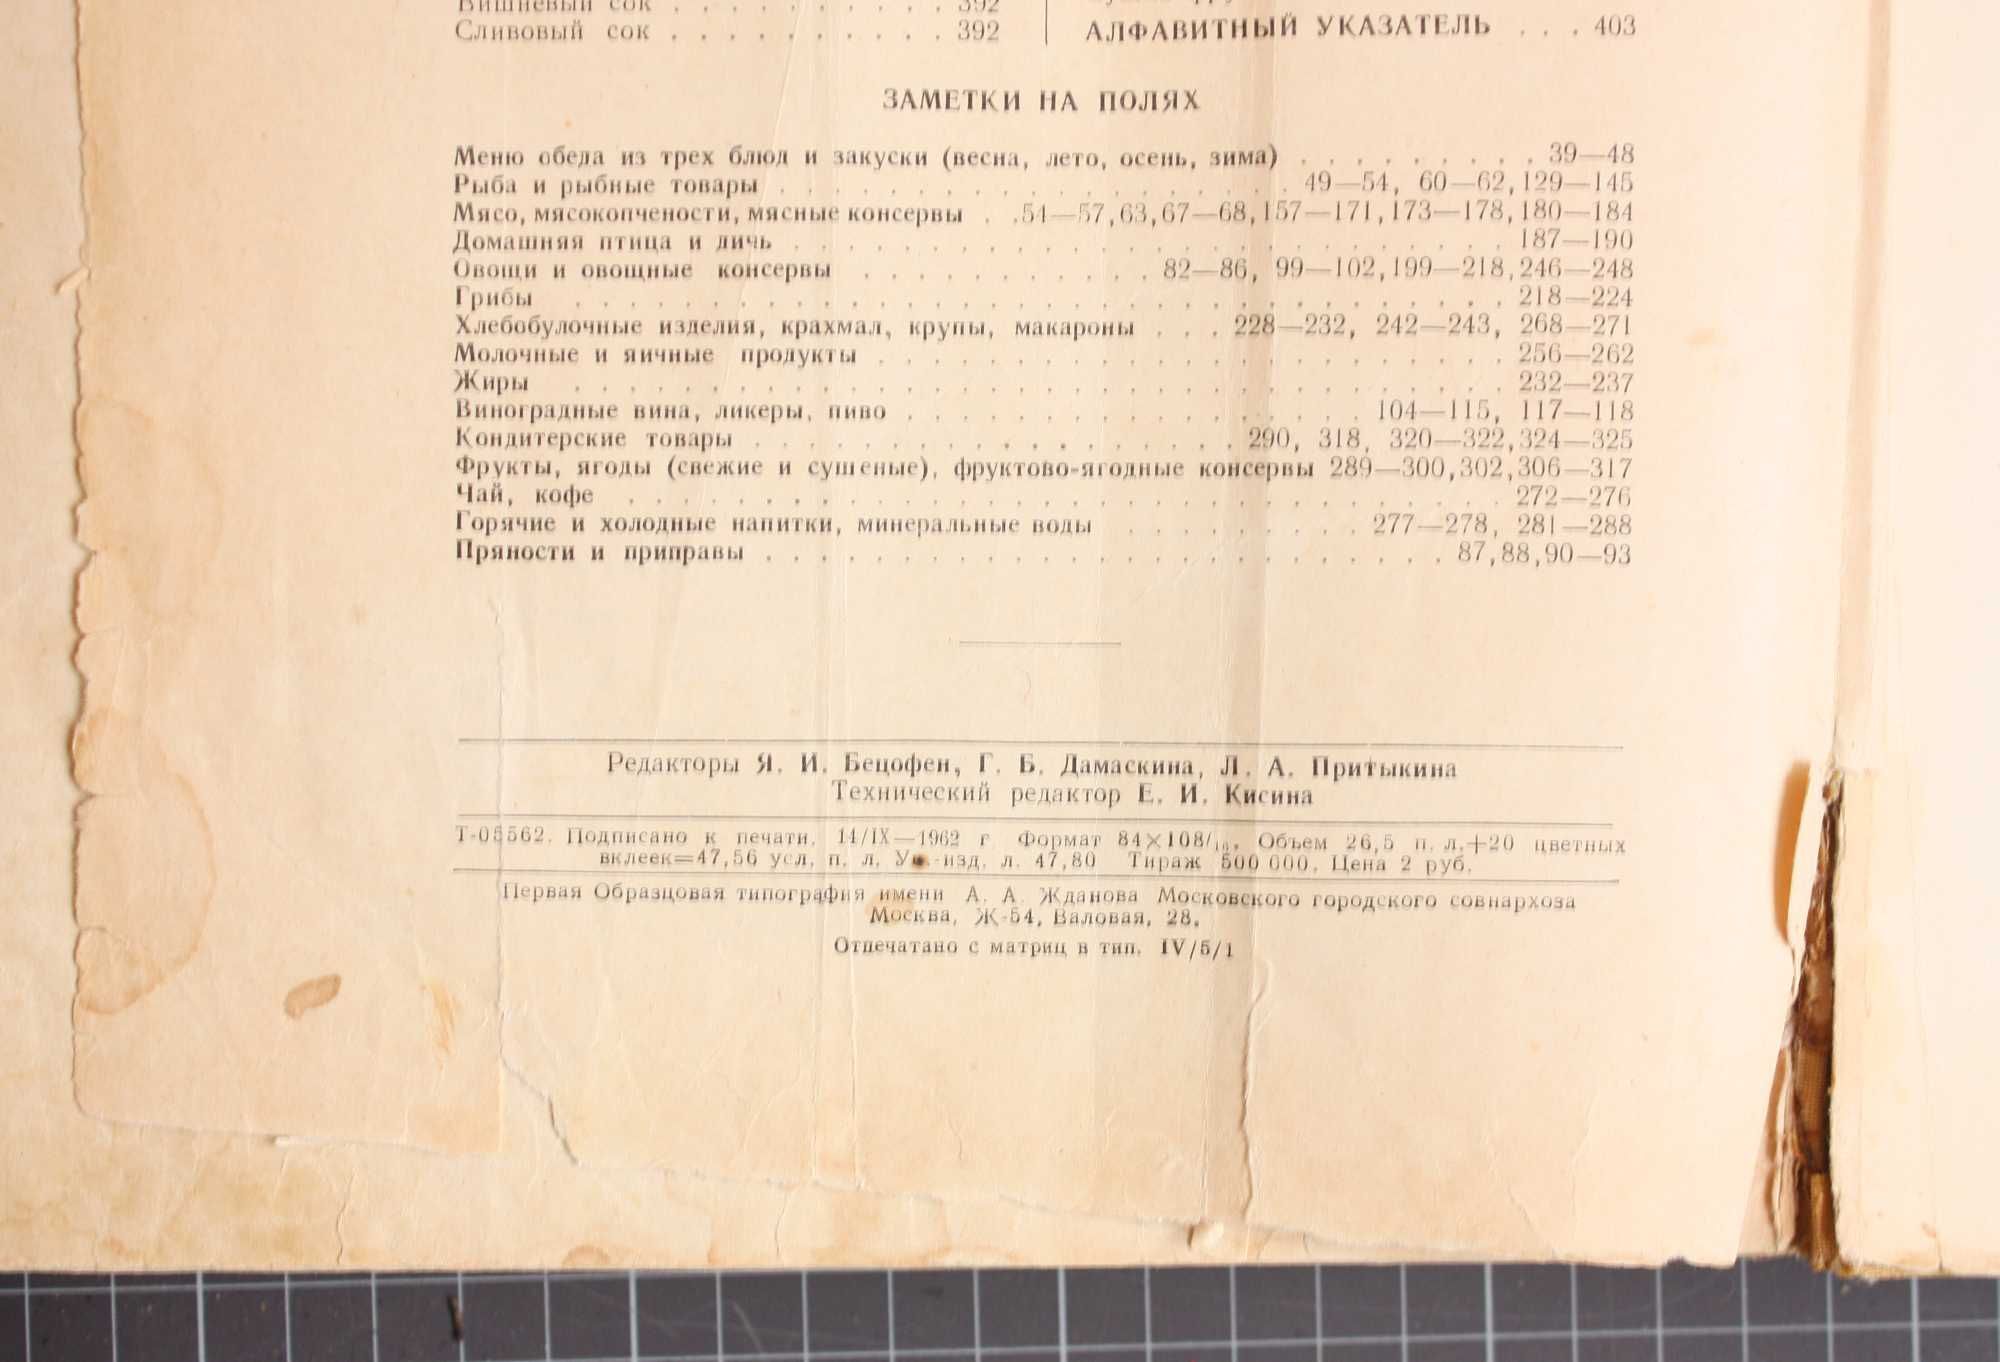 Вишневый сок . . . . . . . . . . 392
Сливовый сок . . . . . . . . . . 392
АЛФАВИТНЫЙ УКАЗАТЕЛЬ . . . 403
ЗАМЕТКИ НА ПОЛЯХ
Меню обеда из трех блюд и закуски (весна, лето, осень, зима) . . . . . . . . . 39—48
Рыба и рыбные товары . . . . . . . . . . . . . . . . . . . 49—54, 60—62, 129—145
Мясо, мясокопчености, мясные консервы . . 54—57, 63, 67—68, 157—171, 173—178, 180—184
Домашняя птица и дичь . . . . . . . . . . . . . . . . . . . . . . . . . . 187—190
Овощи и овощные консервы . . . . . . . . . . . 82—86, 99—102, 199—218, 246—248
Грибы . . . . . . . . . . . . . . . . . . . . . . . . . . . . . . . . . . 218—224
Хлебобулочные изделия, крахмал, крупы, макароны . . . 228—232, 242—243, 268—271
Молочные и яичные продукты . . . . . . . . . . . . . . . . . . . . . . . 256—262
Жиры . . . . . . . . . . . . . . . . . . . . . . . . . . . . . . . . . . 232—237
Виноградные вина, ликеры, пиво . . . . . . . . . . . . . . . . . 104—115, 117—118
Кондитерские товары . . . . . . . . . . . . . . . . . . 290, 318, 320—322, 324—325
Фрукты, ягоды (свежие и сушеные), фруктово-ягодные консервы 289—300, 302, 306—317
Чай, кофе . . . . . . . . . . . . . . . . . . . . . . . . . . . . . . . . 272—276
Горячие и холодные напитки, минеральные воды . . . . . . . . . 277—278, 281—288
Пряности и приправы . . . . . . . . . . . . . . . . . . . . . . . . . 87, 88, 90—93
Редакторы Я. И. Бецофен, Г. Б. Дамаскина, Л. А. Притыкина
Технический редактор Е. И. Кисина
Т-05562. Подписано к печати. 14/IX—1962 г. Формат 84×108/16. Объем 26,5 п. л.+20 цветных
вклеек=47,56 усл. п. л. Уч.-изд. л. 47,80 Тираж 500 000. Цена 2 руб.
Первая Образцовая типография имени А. А. Жданова Московского городского совнархоза
Москва, Ж-54, Валовая, 28.
Отпечатано с матриц в тип. IV/5/1